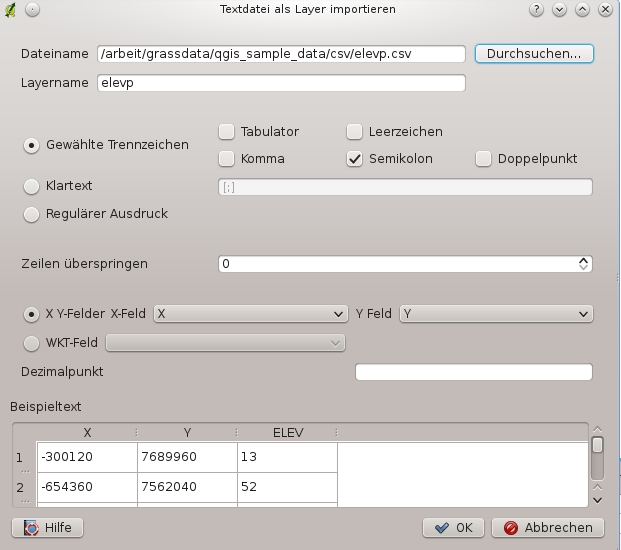 Textdatei als Layer importieren
Dateiname /arbeit/grassdata/qgis_sample_data/csv/elevp.csv Durchsuchen...
Layername elevp
Gewählte Trennzeichen Tabulator Leerzeichen
Komma Semikolon Doppelpunkt
Klartext [;]
Regulärer Ausdruck
Zeilen überspringen 0
X Y-Felder X-Feld X Y Feld Y
WKT-Feld
Dezimalpunkt
Beispieltext
X Y ELEV
1 -300120 7689960 13
2 -654360 7562040 52
Hilfe OK Abbrechen